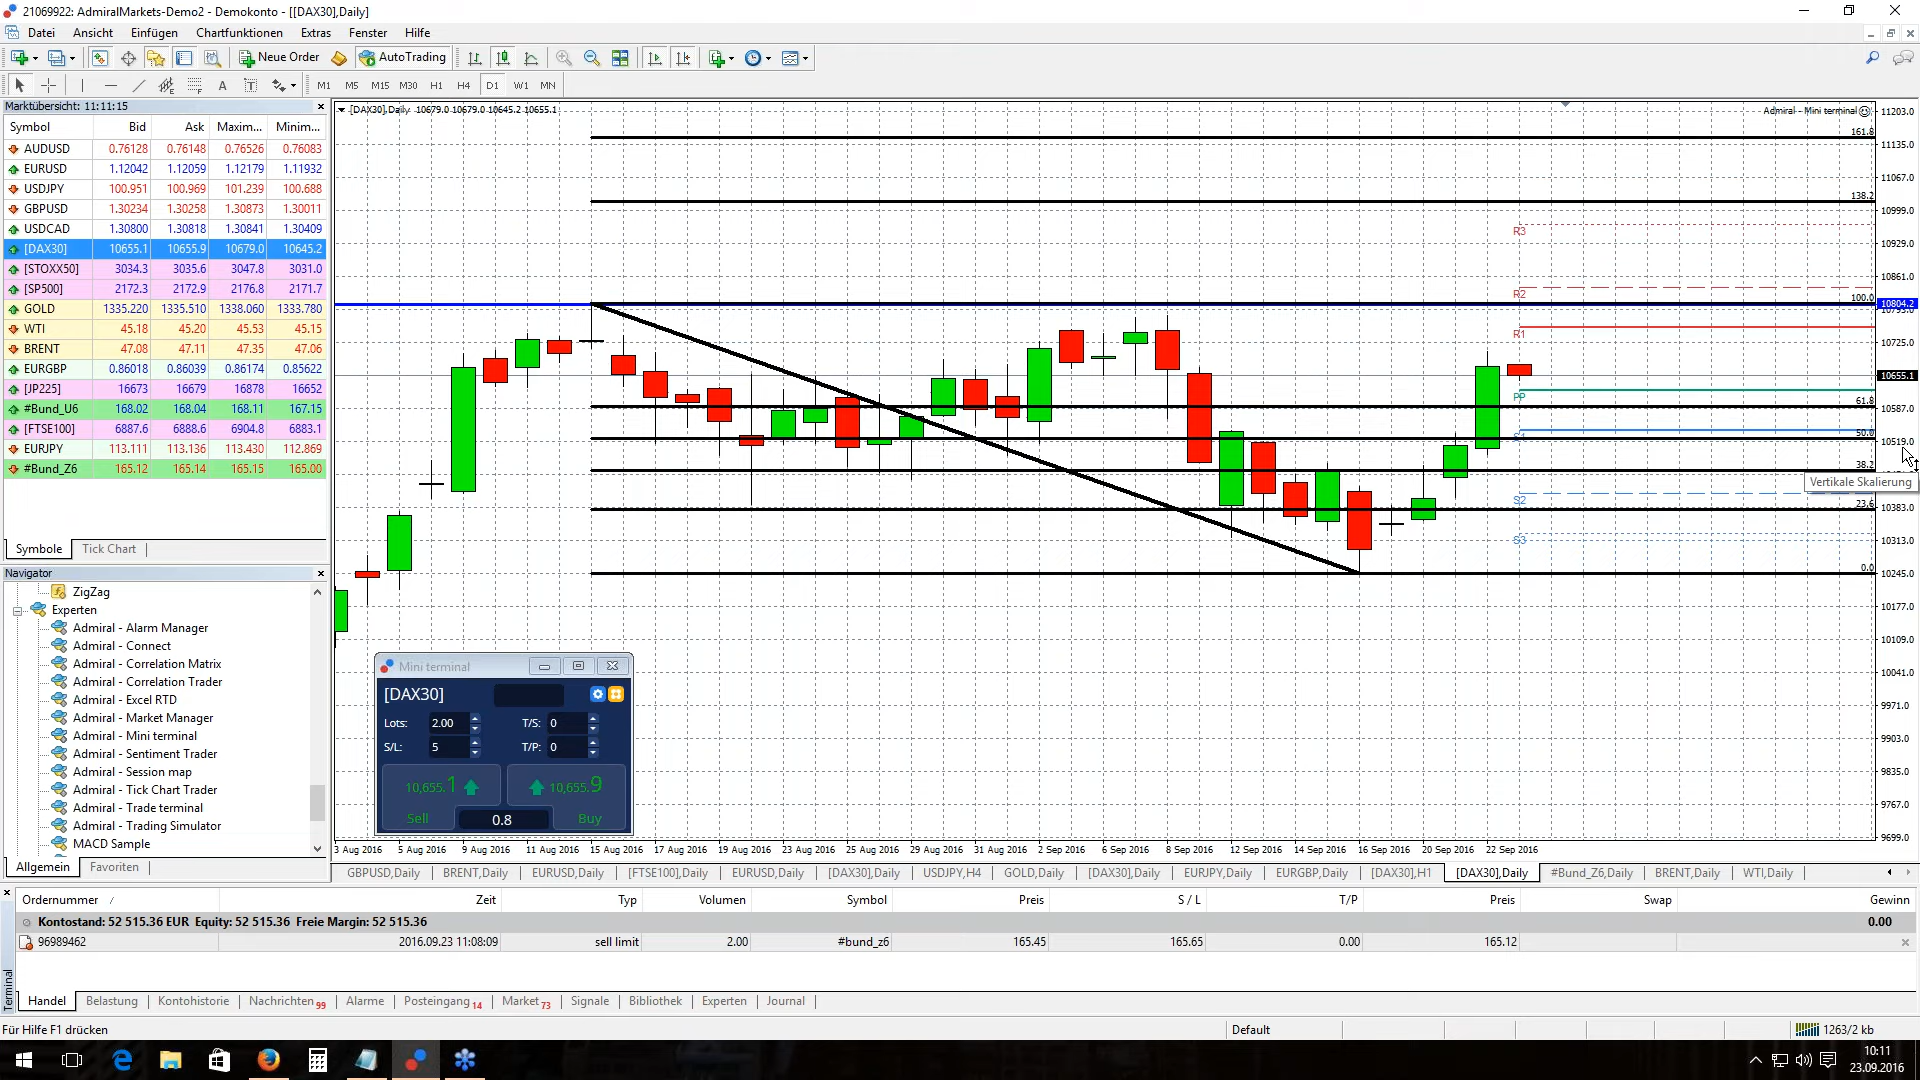 21069922: AdmiralMarkets-Demo2 - Demokonto - [[DAX30],Daily]
Datei Ansicht Einfügen Chartfunktionen Extras Fenster Hilfe
Neue Order AutoTrading
A T M1 M5 M15 M30 H1 H4 D1 W1 MN
Marktübersicht: 11:11:15
Symbol Bid Ask Maxim... Minim...
AUDUSD 0.76128 0.76148 0.76526 0.76083
EURUSD 1.12042 1.12059 1.12179 1.11932
USDJPY 100.951 100.969 101.239 100.688
GBPUSD 1.30234 1.30258 1.30873 1.30011
USDCAD 1.30800 1.30818 1.30841 1.30409
[DAX30] 10655.1 10655.9 10679.0 10645.2
[STOXX50] 3034.3 3035.6 3047.8 3031.0
[SP500] 2172.3 2172.9 2176.8 2171.7
GOLD 1335.220 1335.510 1338.060 1333.780
WTI 45.18 45.20 45.53 45.15
BRENT 47.08 47.11 47.35 47.06
EURGBP 0.86018 0.86039 0.86174 0.85622
[JP225] 16673 16679 16878 16652
#Bund_U6 168.02 168.04 168.11 167.15
[FTSE100] 6887.6 6888.6 6904.8 6883.1
EURJPY 113.111 113.136 113.430 112.869
#Bund_Z6 165.12 165.14 165.15 165.00
Symbole Tick Chart
Navigator
ZigZag
Experten
Admiral - Alarm Manager
Admiral - Connect
Admiral - Correlation Matrix
Admiral - Correlation Trader
Admiral - Excel RTD
Admiral - Market Manager
Admiral - Mini terminal
Admiral - Sentiment Trader
Admiral - Session map
Admiral - Tick Chart Trader
Admiral - Trade terminal
Admiral - Trading Simulator
MACD Sample
Allgemein Favoriten
[DAX30],Daily 10679.0 10679.0 10645.2 10655.1
Admiral - Mini terminal
161.8
138.2
R3
R2
100.0
R1
PP
61.8
50.0
38.2
S2
23.6
S3
0.0
11203.0
11135.0
11067.0
10999.0
10929.0
10861.0
10804.2
10725.0
10655.1
10587.0
10519.0
Vertikale Skalierung
10383.0
10313.0
10245.0
10177.0
10109.0
10041.0
9971.0
9903.0
9835.0
9767.0
9699.0
Mini terminal
[DAX30]
Lots: 2.00 T/S: 0
S/L: 5 T/P: 0
10,655.1 10,655.9
Sell 0.8 Buy
3 Aug 2016 5 Aug 2016 9 Aug 2016 11 Aug 2016 15 Aug 2016 17 Aug 2016 19 Aug 2016 23 Aug 2016 25 Aug 2016 29 Aug 2016 31 Aug 2016 2 Sep 2016 6 Sep 2016 8 Sep 2016 12 Sep 2016 14 Sep 2016 16 Sep 2016 20 Sep 2016 22 Sep 2016
GBPUSD,Daily BRENT,Daily EURUSD,Daily [FTSE100],Daily EURUSD,Daily [DAX30],Daily USDJPY,H4 GOLD,Daily [DAX30],Daily EURJPY,Daily EURGBP,Daily [DAX30],H1 [DAX30],Daily #Bund_Z6,Daily BRENT,Daily WTI,Daily
Ordernummer / Zeit Typ Volumen Symbol Preis S / L T/P Preis Swap Gewinn
Kontostand: 52 515.36 EUR Equity: 52 515.36 Freie Margin: 52 515.36 0.00
96989462 2016.09.23 11:08:09 sell limit 2.00 #bund_z6 165.45 165.65 0.00 165.12
Terminal
Handel Belastung Kontohistorie Nachrichten 99 Alarme Posteingang 14 Market 73 Signale Bibliothek Experten Journal
Für Hilfe F1 drücken Default 1263/2 kb
10:11
23.09.2016